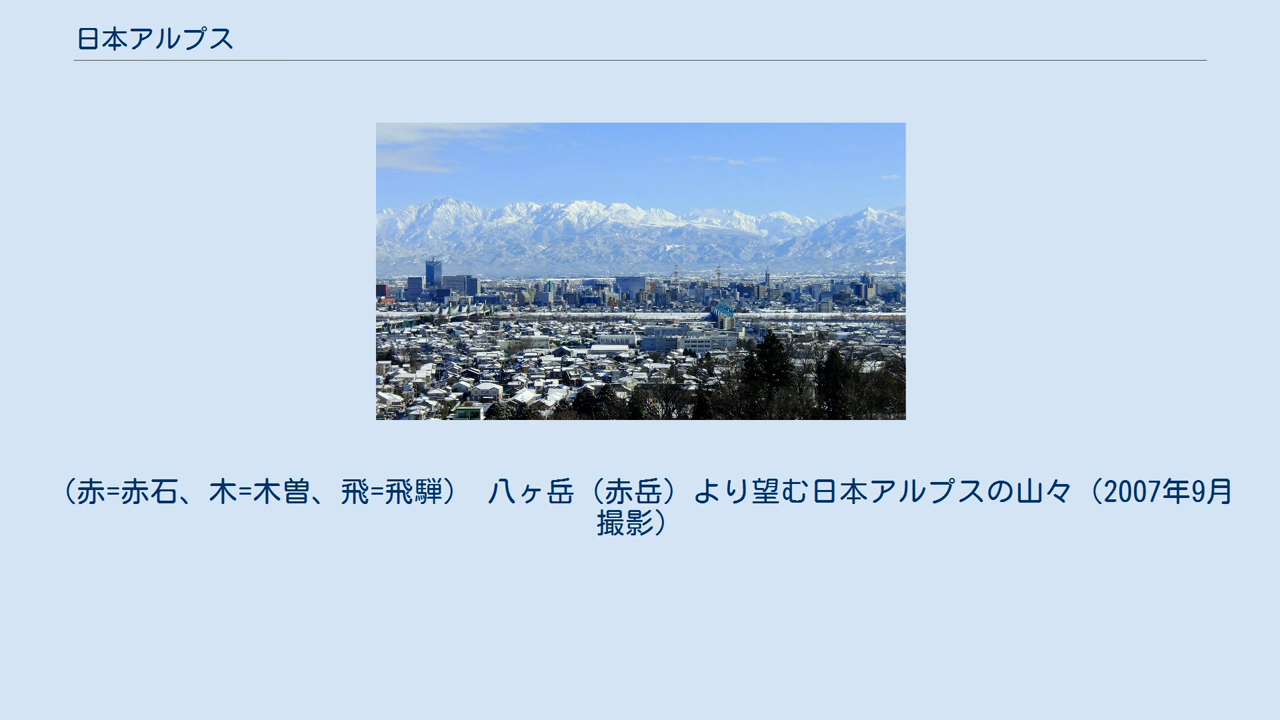 日本アルプス
（赤=赤石、木=木曽、飛=飛騨）　八ヶ岳（赤岳）より望む日本アルプスの山々（2007年9月
撮影）